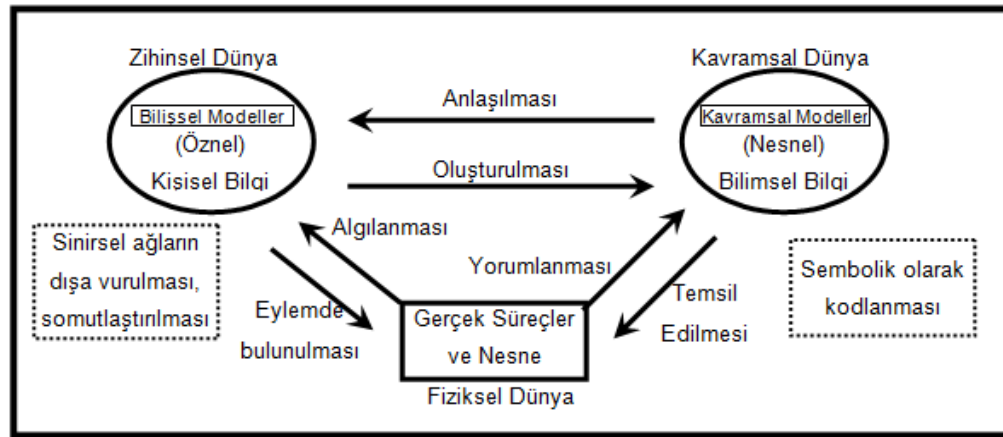 Zihinsel Dünya
Kavramsal Dünya
Bilişsel Modeller
(Öznel)
Kişisel Bilgi
Anlaşılması
Oluşturulması
Kavramsal Modeller
(Nesnel)
Bilimsel Bilgi
Sinirsel ağların
dışa vurulması,
somutlaştırılması
Algılanması
Eylemde
bulunulması
Yorumlanması
Temsil
Edilmesi
Sembolik olarak
kodlanması
Gerçek Süreçler
ve Nesne
Fiziksel Dünya